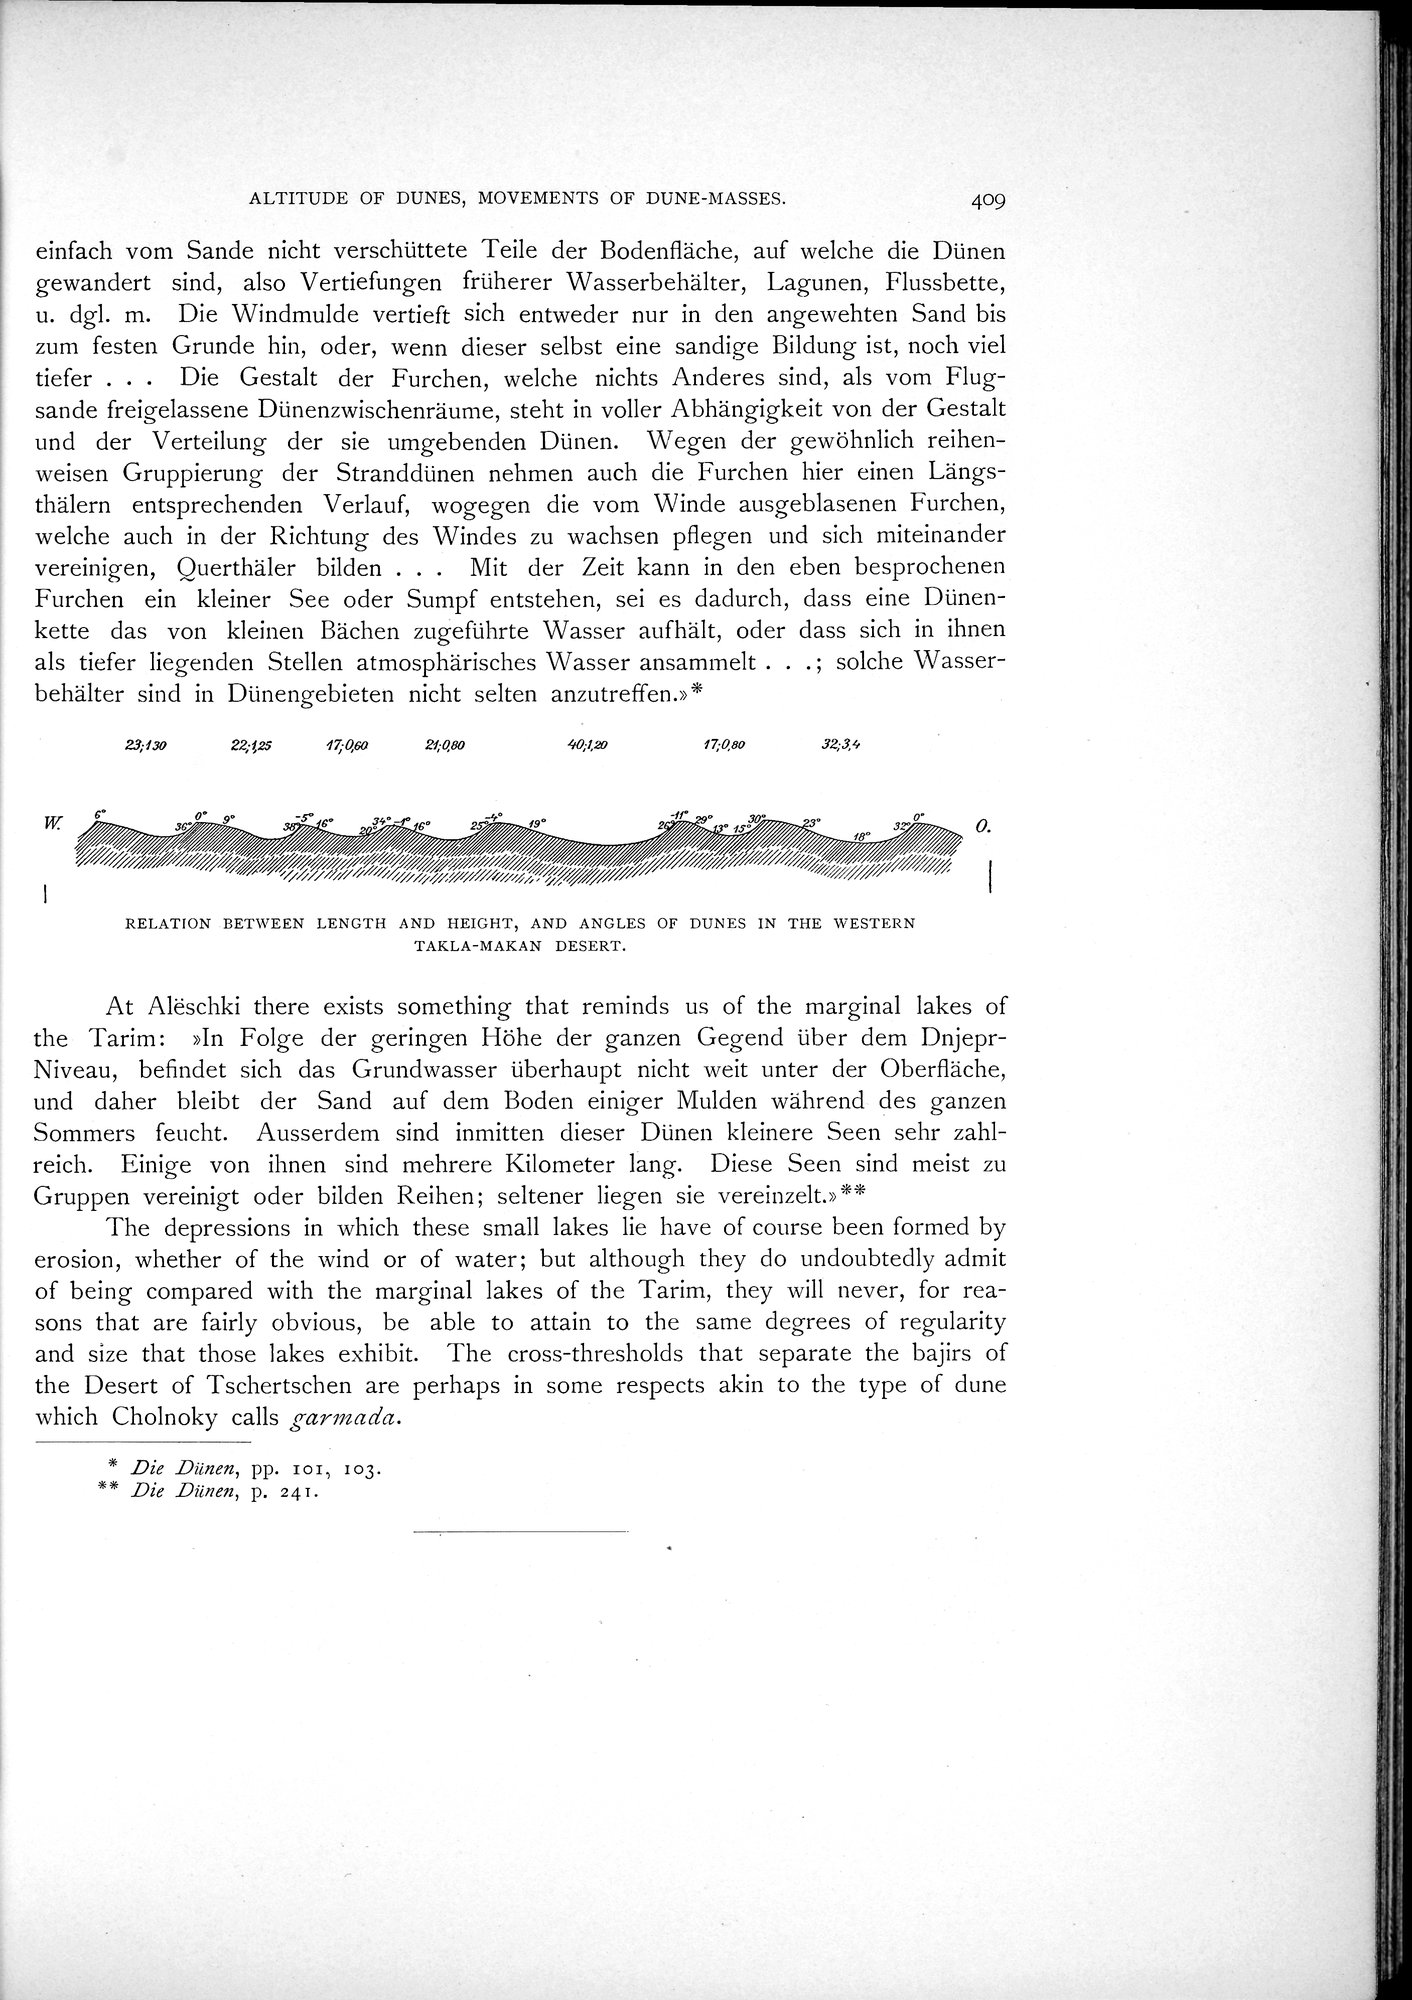 ALTITUDE OF DUNES, MOVEMENTS OF DUNE-MASSES. 409
einfach vom Sande nicht verschüttete Teile der Bodenfläche, auf welche die Dünen
gewandert sind, also Vertiefungen früherer Wasserbehälter, Lagunen, Flussbette,
u. dgl. m. Die Windmulde vertieft sich entweder nur in den angewehten Sand bis
zum festen Grunde hin, oder, wenn dieser selbst eine sandige Bildung ist, noch viel
tiefer . . . Die Gestalt der Furchen, welche nichts Anderes sind, als vom Flug-
sande freigelassene Dünenzwischenräume, steht in voller Abhängigkeit von der Gestalt
und der Verteilung der sie umgebenden Dünen. Wegen der gewöhnlich reihen-
weisen Gruppierung der Stranddünen nehmen auch die Furchen hier einen Längs-
thälern entsprechenden Verlauf, wogegen die vom Winde ausgeblasenen Furchen,
welche auch in der Richtung des Windes zu wachsen pflegen und sich miteinander
vereinigen, Querthäler bilden . . . Mit der Zeit kann in den eben besprochenen
Furchen ein kleiner See oder Sumpf entstehen, sei es dadurch, dass eine Dünen-
kette das von kleinen Bächen zugeführte Wasser aufhält, oder dass sich in ihnen
als tiefer liegenden Stellen atmosphärisches Wasser ansammelt . . .; solche Wasser-
behälter sind in Dünengebieten nicht selten anzutreffen.»*
23;130 22;1,25 17;0,60 21;0,80 40;1,20 17;0,80 32;3,4
W. 6° 36° 0° 9° 38° -5° 16° 20° 34° -1° 16° 25° -4° 19° 26° -11° 29° 13° 15° 30° 23° 18° 32° 0° O.
RELATION BETWEEN LENGTH AND HEIGHT, AND ANGLES OF DUNES IN THE WESTERN
TAKLA-MAKAN DESERT.
At Alëschki there exists something that reminds us of the marginal lakes of
the Tarim: »In Folge der geringen Höhe der ganzen Gegend über dem Dnjepr-
Niveau, befindet sich das Grundwasser überhaupt nicht weit unter der Oberfläche,
und daher bleibt der Sand auf dem Boden einiger Mulden während des ganzen
Sommers feucht. Ausserdem sind inmitten dieser Dünen kleinere Seen sehr zahl-
reich. Einige von ihnen sind mehrere Kilometer lang. Diese Seen sind meist zu
Gruppen vereinigt oder bilden Reihen; seltener liegen sie vereinzelt.»**
The depressions in which these small lakes lie have of course been formed by
erosion, whether of the wind or of water; but although they do undoubtedly admit
of being compared with the marginal lakes of the Tarim, they will never, for rea-
sons that are fairly obvious, be able to attain to the same degrees of regularity
and size that those lakes exhibit. The cross-thresholds that separate the bajirs of
the Desert of Tschertschen are perhaps in some respects akin to the type of dune
which Cholnoky calls garmada.
* Die Dünen, pp. 101, 103.
** Die Dünen, p. 241.